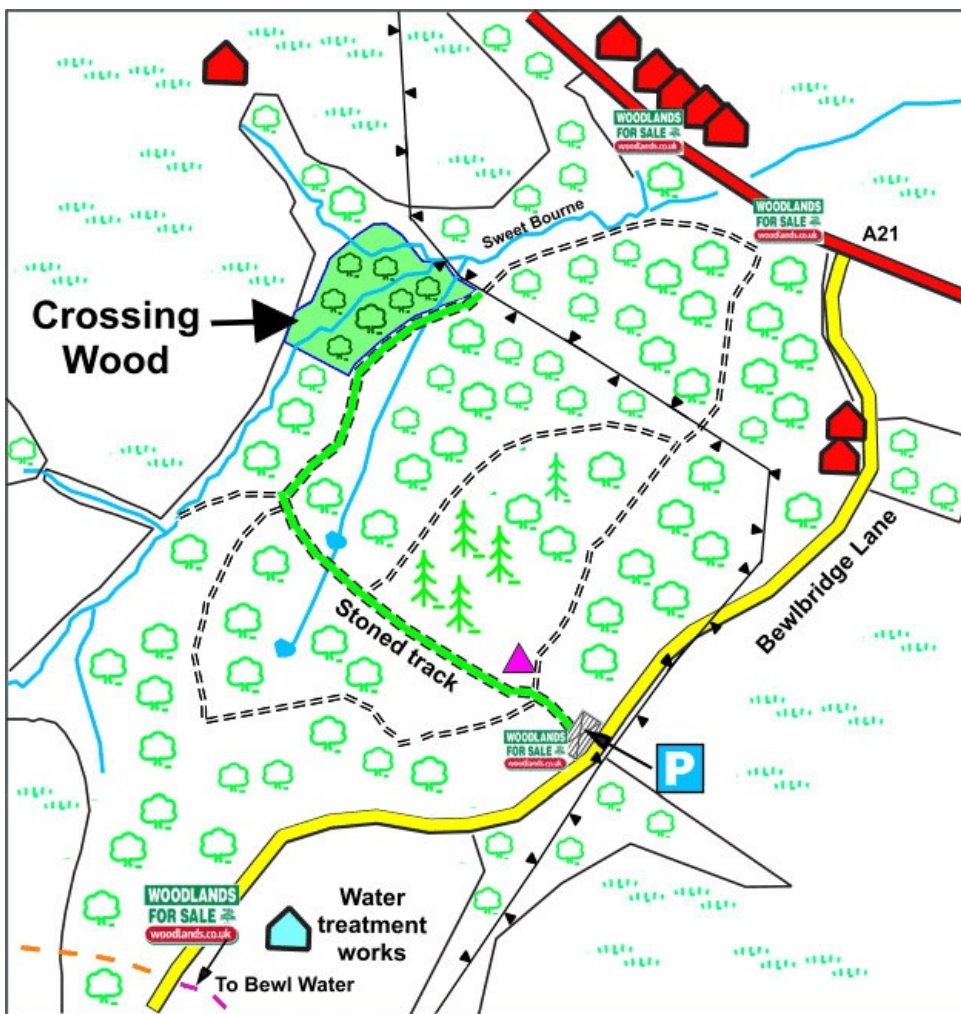 WOODLANDS
FOR SALE
woodlands.co.uk
WOODLANDS
FOR SALE
woodlands.co.uk
A21
Sweet Bourne
Crossing
Wood
Bewlbridge Lane
Stoned track
WOODLANDS
FOR SALE
woodlands.co.uk
P
WOODLANDS
FOR SALE
woodlands.co.uk
Water
treatment
works
To Bewl Water